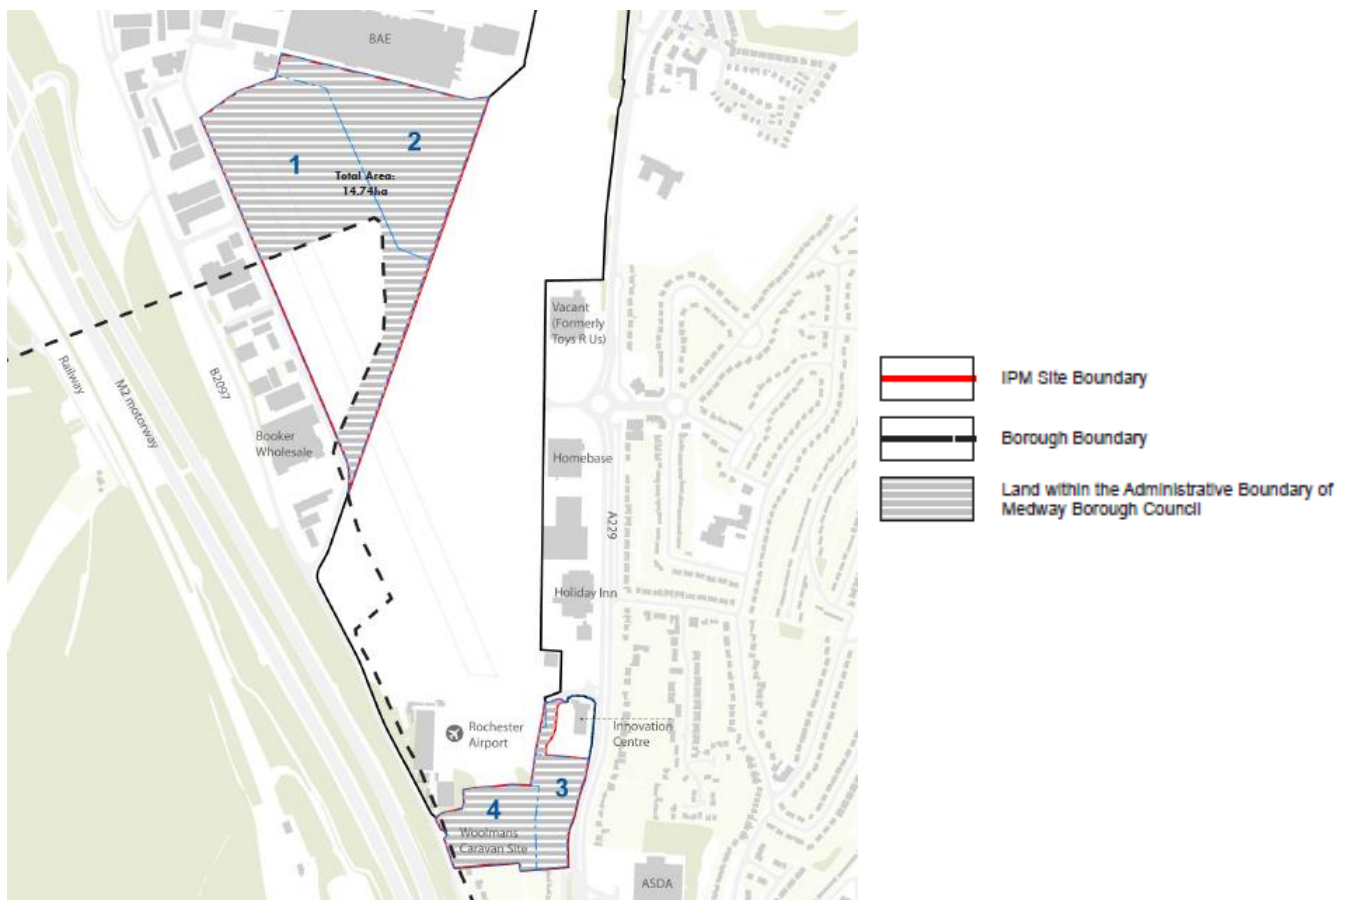 BAE
1
2
Total Area:
14.74ha
Vacant
(Formerly
Toys R Us)
Railway
M2 motorway
B2097
Booker
Wholesale
Homebase
A229
Holiday Inn
Rochester
Airport
Innovation
Centre
3
4
Woolmans
Caravan Site
ASDA
IPM Site Boundary
Borough Boundary
Land within the Administrative Boundary of
Medway Borough Council